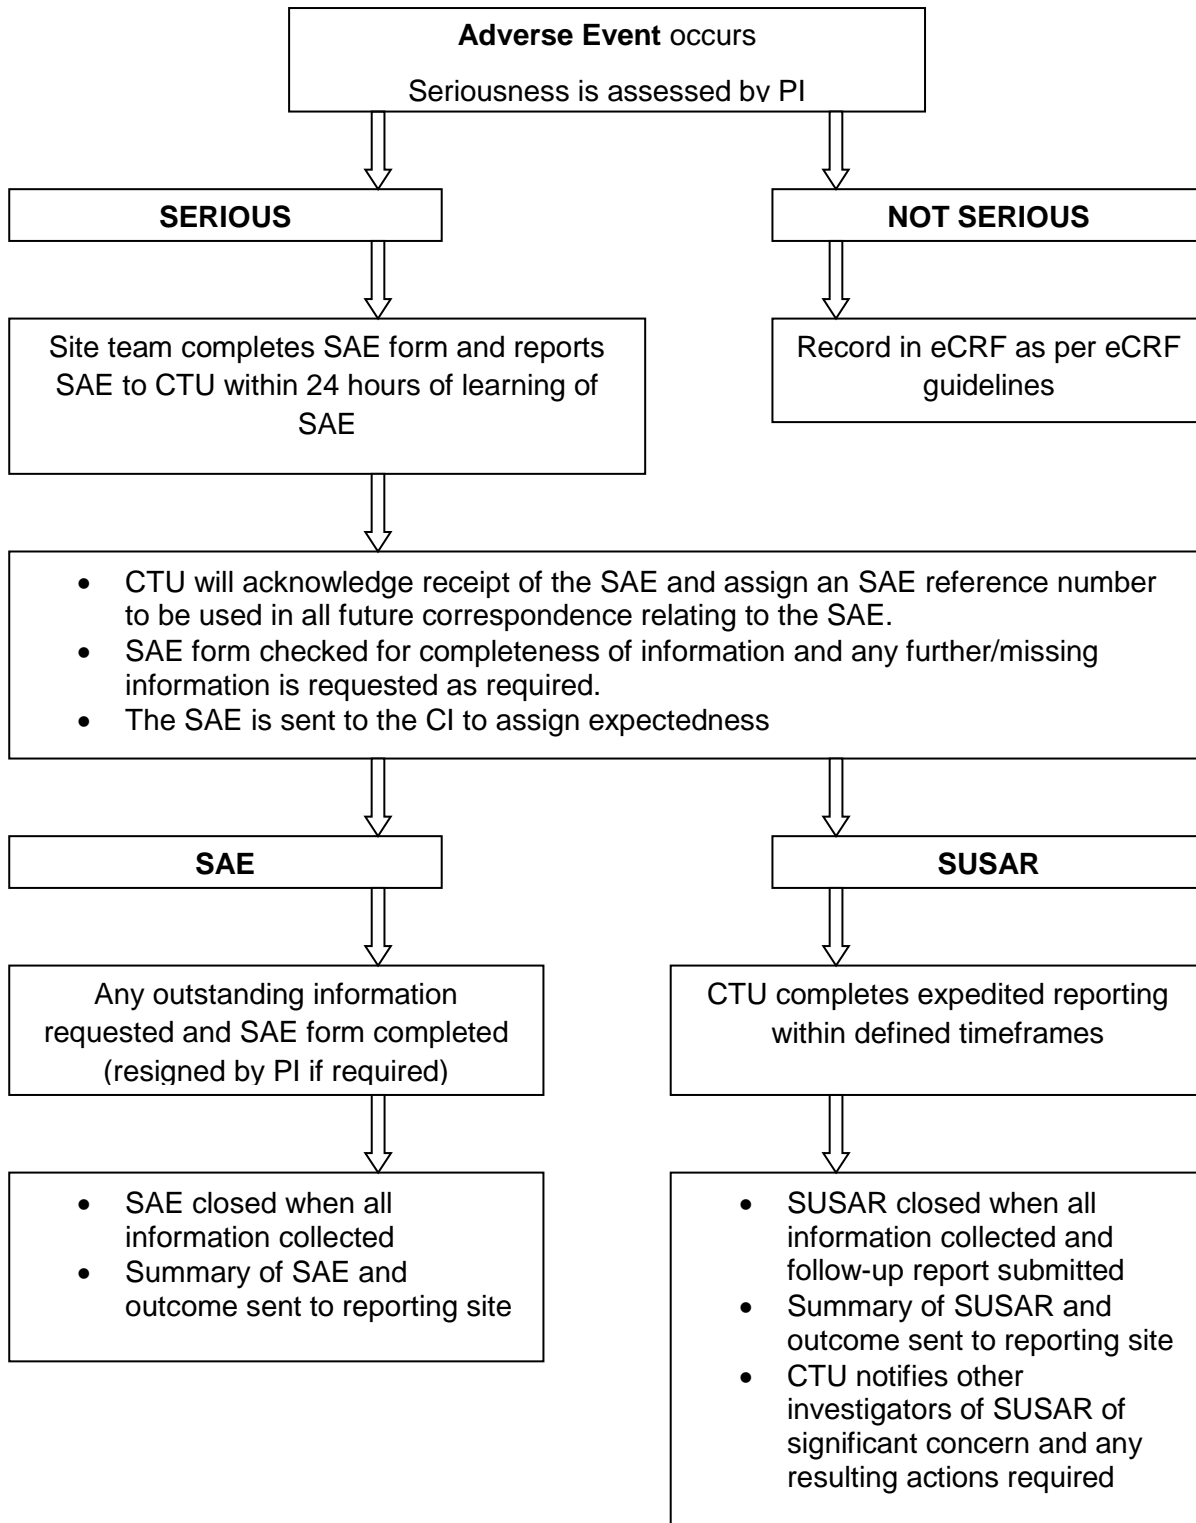 Adverse Event occurs
Seriousness is assessed by PI
SERIOUS
NOT SERIOUS
Site team completes SAE form and reports
SAE to CTU within 24 hours of learning of
SAE
Record in eCRF as per eCRF
guidelines
• CTU will acknowledge receipt of the SAE and assign an SAE reference number
to be used in all future correspondence relating to the SAE.
• SAE form checked for completeness of information and any further/missing
information is requested as required.
• The SAE is sent to the CI to assign expectedness
SAE
SUSAR
Any outstanding information
requested and SAE form completed
(resigned by PI if required)
CTU completes expedited reporting
within defined timeframes
• SAE closed when all
information collected
• Summary of SAE and
outcome sent to reporting site
• SUSAR closed when all
information collected and
follow-up report submitted
• Summary of SUSAR and
outcome sent to reporting site
• CTU notifies other
investigators of SUSAR of
significant concern and any
resulting actions required